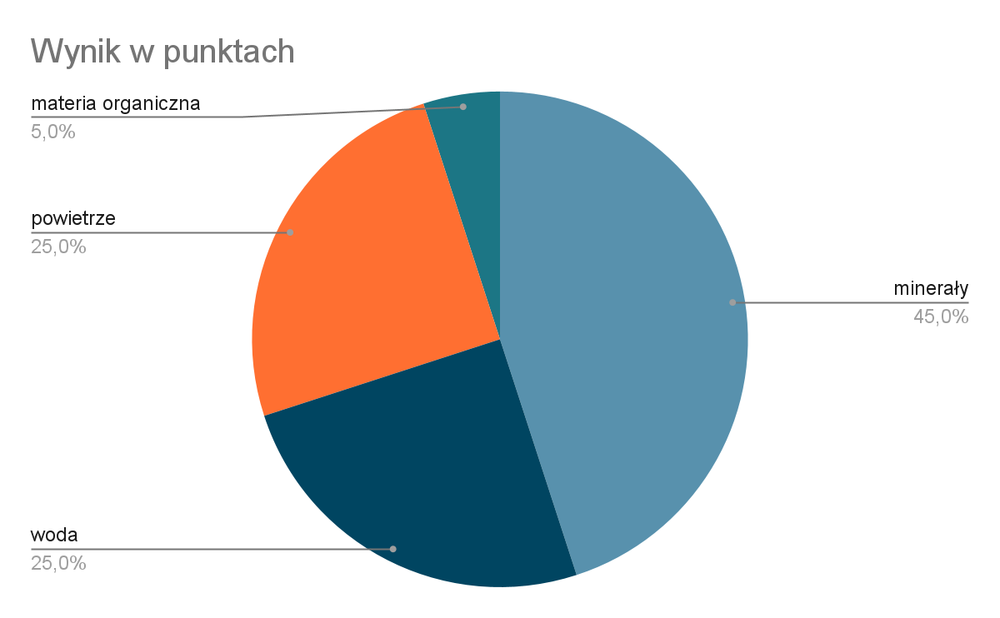 Wynik w punktach
materia organiczna
5,0%
powietrze
25,0%
minerały
45,0%
woda
25,0%